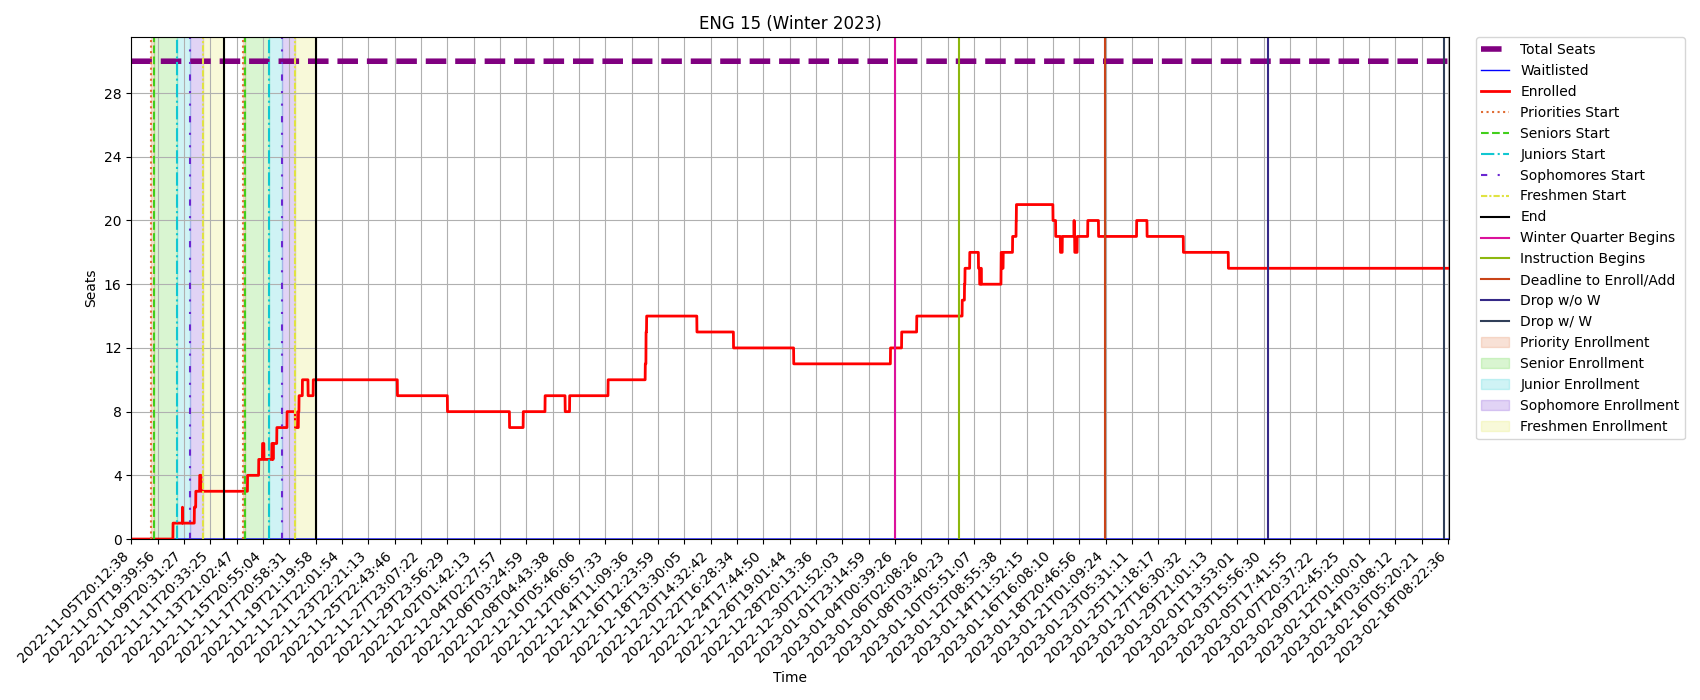 ENG 15 (Winter 2023)
Total Seats
Waitlisted
Enrolled
Priorities Start
Seniors Start
Juniors Start
Sophomores Start
Freshmen Start
End
Winter Quarter Begins
Instruction Begins
Deadline to Enroll/Add
Drop w/o W
Drop w/ W
Priority Enrollment
Senior Enrollment
Junior Enrollment
Sophomore Enrollment
Freshmen Enrollment
Seats
28
24
20
16
12
8
4
0
2022-11-05T20:12:38
2022-11-07T19:39:56
2022-11-09T20:31:27
2022-11-11T20:33:25
2022-11-13T21:02:47
2022-11-15T20:55:04
2022-11-17T20:58:31
2022-11-19T21:19:58
2022-11-21T22:01:54
2022-11-23T22:21:13
2022-11-25T22:43:46
2022-11-27T23:07:22
2022-11-29T23:56:29
2022-12-02T01:42:13
2022-12-04T02:27:57
2022-12-06T03:24:59
2022-12-08T04:43:38
2022-12-10T05:46:06
2022-12-12T06:57:33
2022-12-14T11:09:36
2022-12-16T12:23:59
2022-12-18T13:30:05
2022-12-20T14:32:42
2022-12-22T16:28:34
2022-12-24T17:44:50
2022-12-26T19:01:44
2022-12-28T20:13:36
2022-12-30T21:52:03
2023-01-01T23:14:59
2023-01-04T00:39:26
2023-01-06T02:08:26
2023-01-08T03:40:23
2023-01-10T05:51:07
2023-01-12T08:55:38
2023-01-14T11:52:15
2023-01-16T16:08:10
2023-01-18T20:46:56
2023-01-21T01:09:24
2023-01-23T05:31:11
2023-01-25T11:18:17
2023-01-27T16:30:32
2023-01-29T21:01:13
2023-02-01T13:53:01
2023-02-03T15:56:30
2023-02-05T17:41:55
2023-02-07T20:37:22
2023-02-09T22:45:25
2023-02-12T01:00:01
2023-02-14T03:08:12
2023-02-16T05:20:21
2023-02-18T08:22:36
Time